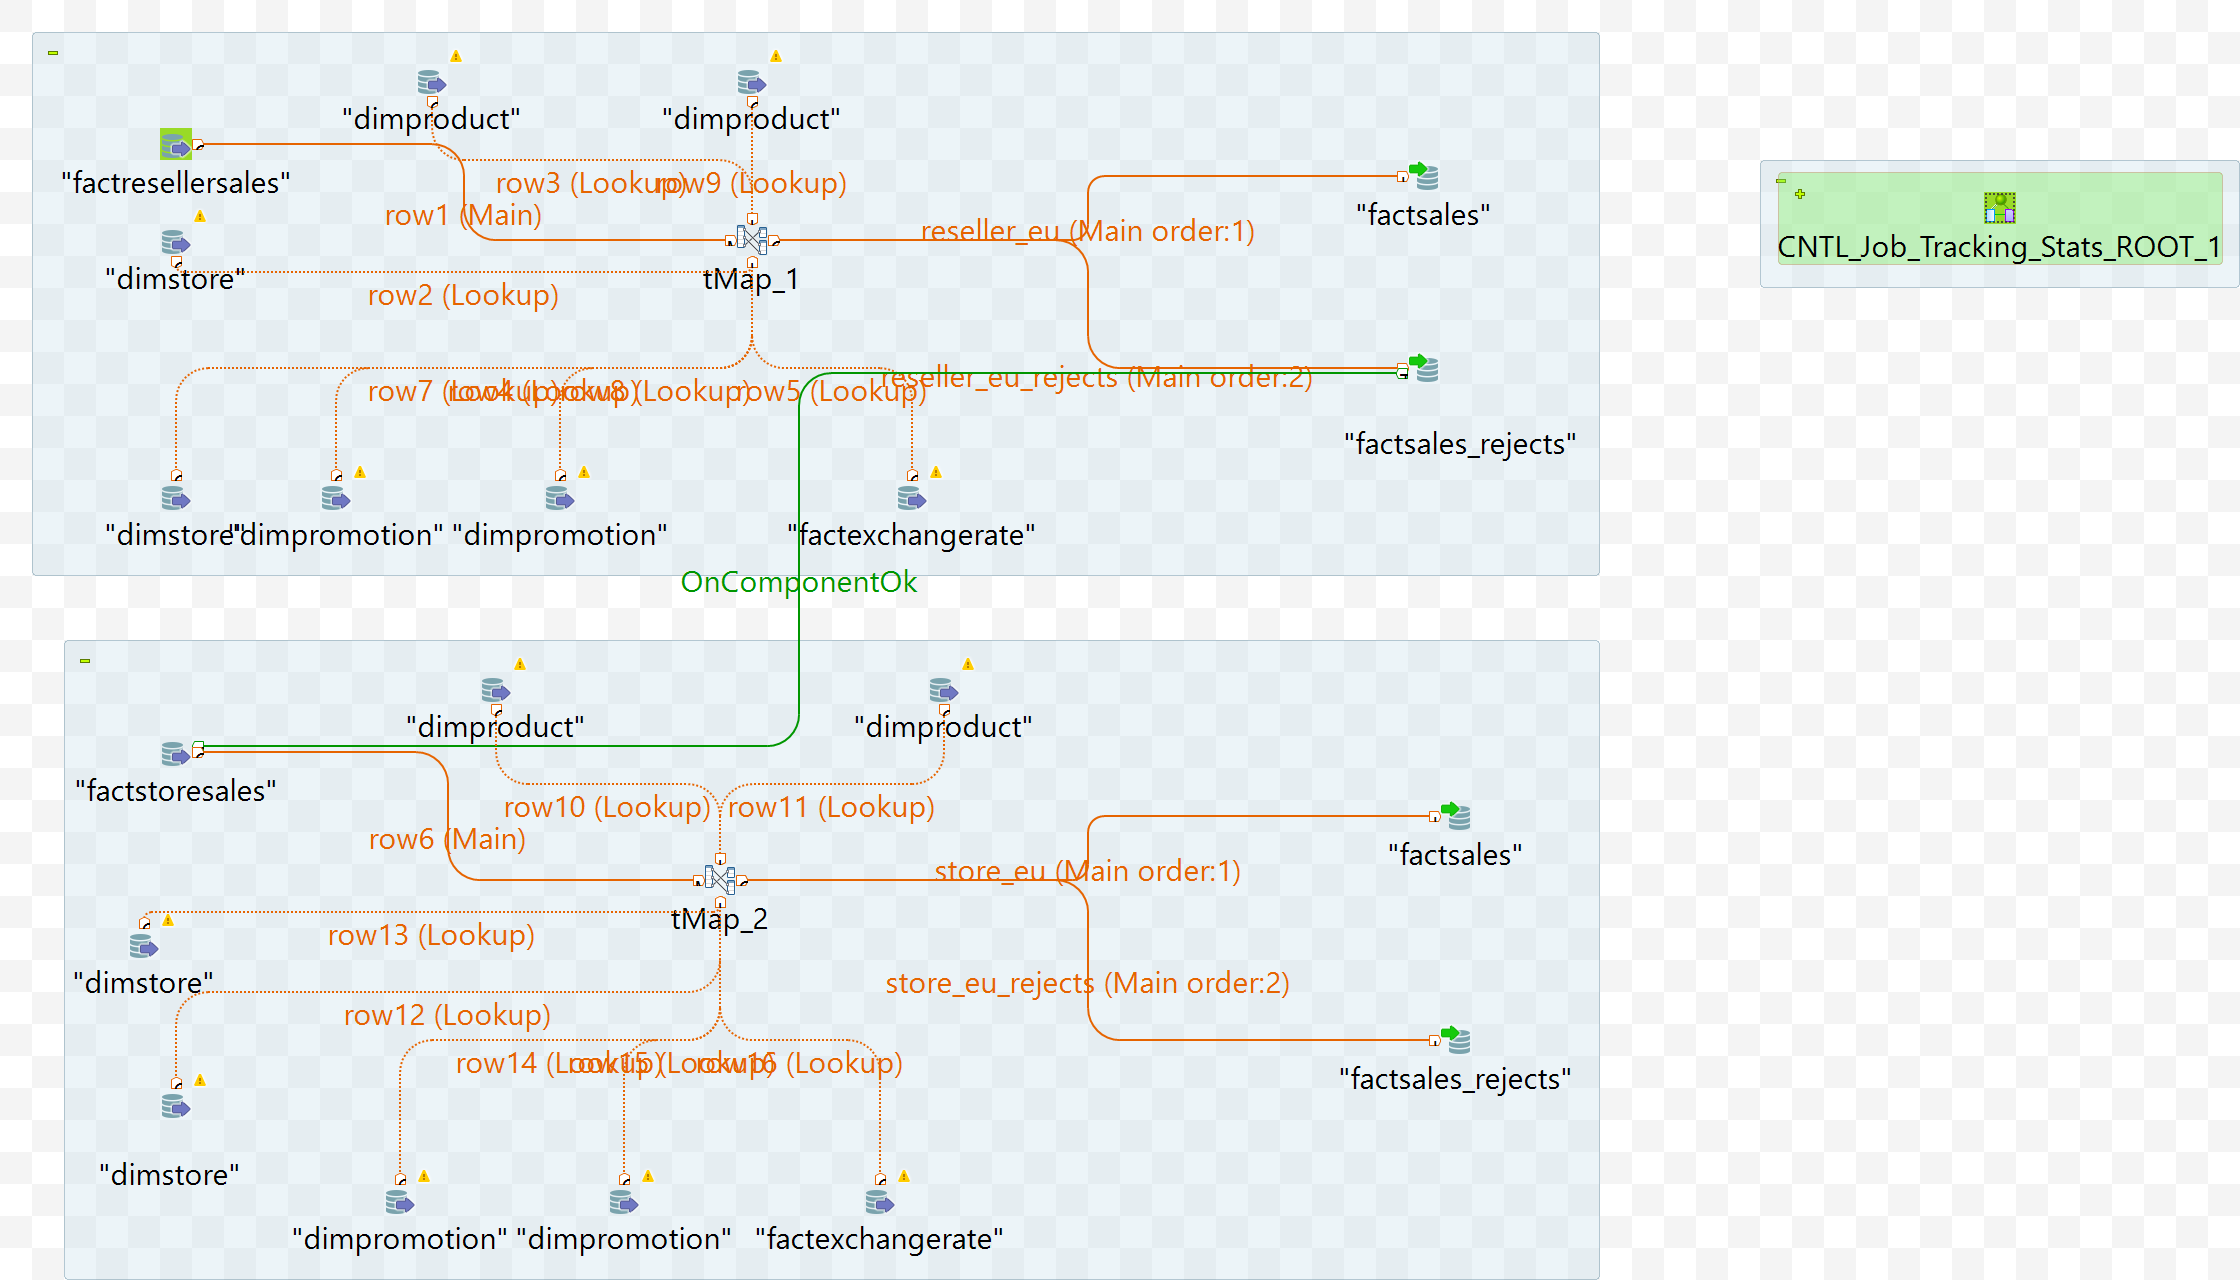 "dimproduct"
"dimproduct"
"factresellersales"
row3 (Lookup)
row9 (Lookup)
row1 (Main)
"factsales"
reseller_eu (Main order:1)
CNTL_Job_Tracking_Stats_ROOT_1
"dimstore"
tMap_1
row2 (Lookup)
reseller_eu_rejects (Main order:2)
row7 (Lookup)
row4 (Lookup)
row8 (Lookup)
row5 (Lookup)
"factsales_rejects"
"dimstore"
"dimpromotion"
"dimpromotion"
"factexchangerate"
OnComponentOk
"dimproduct"
"dimproduct"
"factstoresales"
row10 (Lookup)
row11 (Lookup)
row6 (Main)
"factsales"
store_eu (Main order:1)
tMap_2
row13 (Lookup)
"dimstore"
store_eu_rejects (Main order:2)
row12 (Lookup)
row14 (Lookup)
row15 (Lookup)
row16 (Lookup)
"factsales_rejects"
"dimstore"
"dimpromotion"
"dimpromotion"
"factexchangerate"